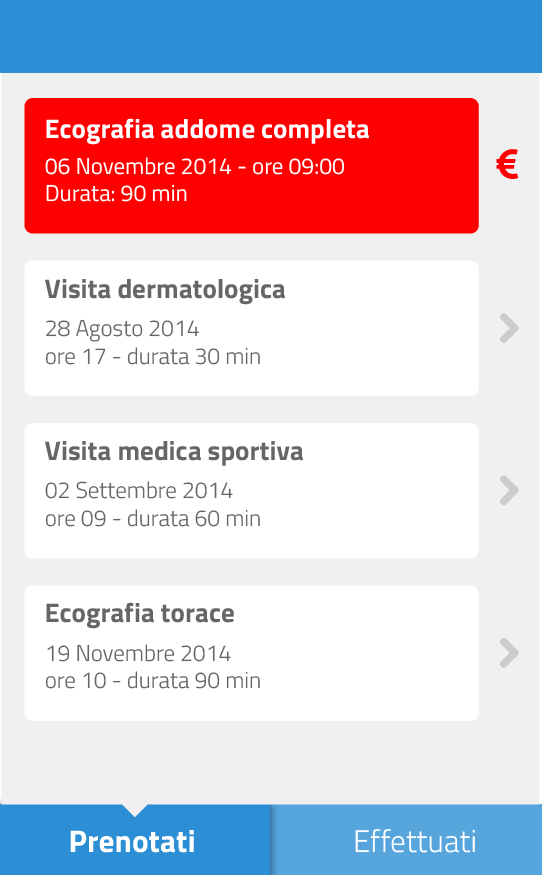 Ecografia addome completa
06 Novembre 2014 - ore 09:00
Durata: 90 min
€
Visita dermatologica
28 Agosto 2014
ore 17 - durata 30 min
Visita medica sportiva
02 Settembre 2014
ore 09 - durata 60 min
Ecografia torace
19 Novembre 2014
ore 10 - durata 90 min
Prenotati
Effettuati